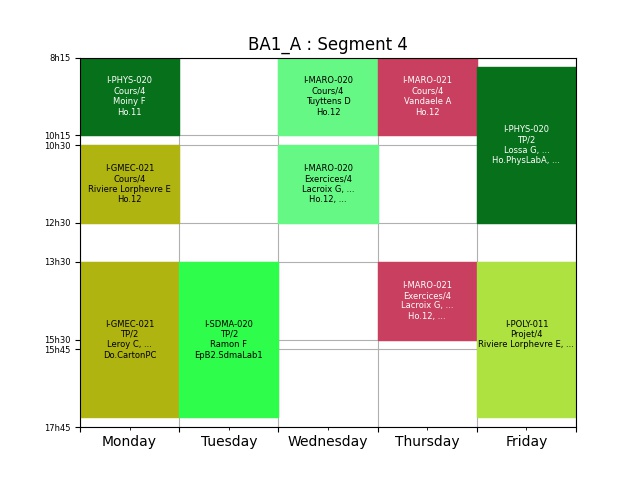 BA1_A : Segment 4
8h15
10h15
10h30
12h30
13h30
15h30
15h45
17h45
I-PHYS-020
Cours/4
Moiny F
Ho.11
I-GMEC-021
Cours/4
Riviere Lorphevre E
Ho.12
I-GMEC-021
TP/2
Leroy C, ...
Do.CartonPC
I-SDMA-020
TP/2
Ramon F
EpB2.SdmaLab1
I-MARO-020
Cours/4
Tuyttens D
Ho.12
I-MARO-020
Exercices/4
Lacroix G, ...
Ho.12, ...
I-MARO-021
Cours/4
Vandaele A
Ho.12
I-MARO-021
Exercices/4
Lacroix G, ...
Ho.12, ...
I-PHYS-020
TP/2
Lossa G, ...
Ho.PhysLabA, ...
I-POLY-011
Projet/4
Riviere Lorphevre E, ...
Monday
Tuesday
Wednesday
Thursday
Friday